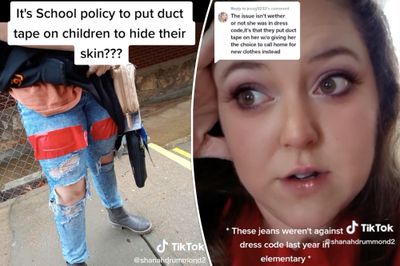 It's School policy to put duct
tape on children to hide their
skin???
TikTok
@shanahdrummond2
The issue isn't wether
or not she was in dress
code,it's that they put duct
tape on her w/o giving her
the choice to call home for
new clothes instead
* These jeans weren't against
dress code last year in
elementary *
TikTok
@shanahdrummond2